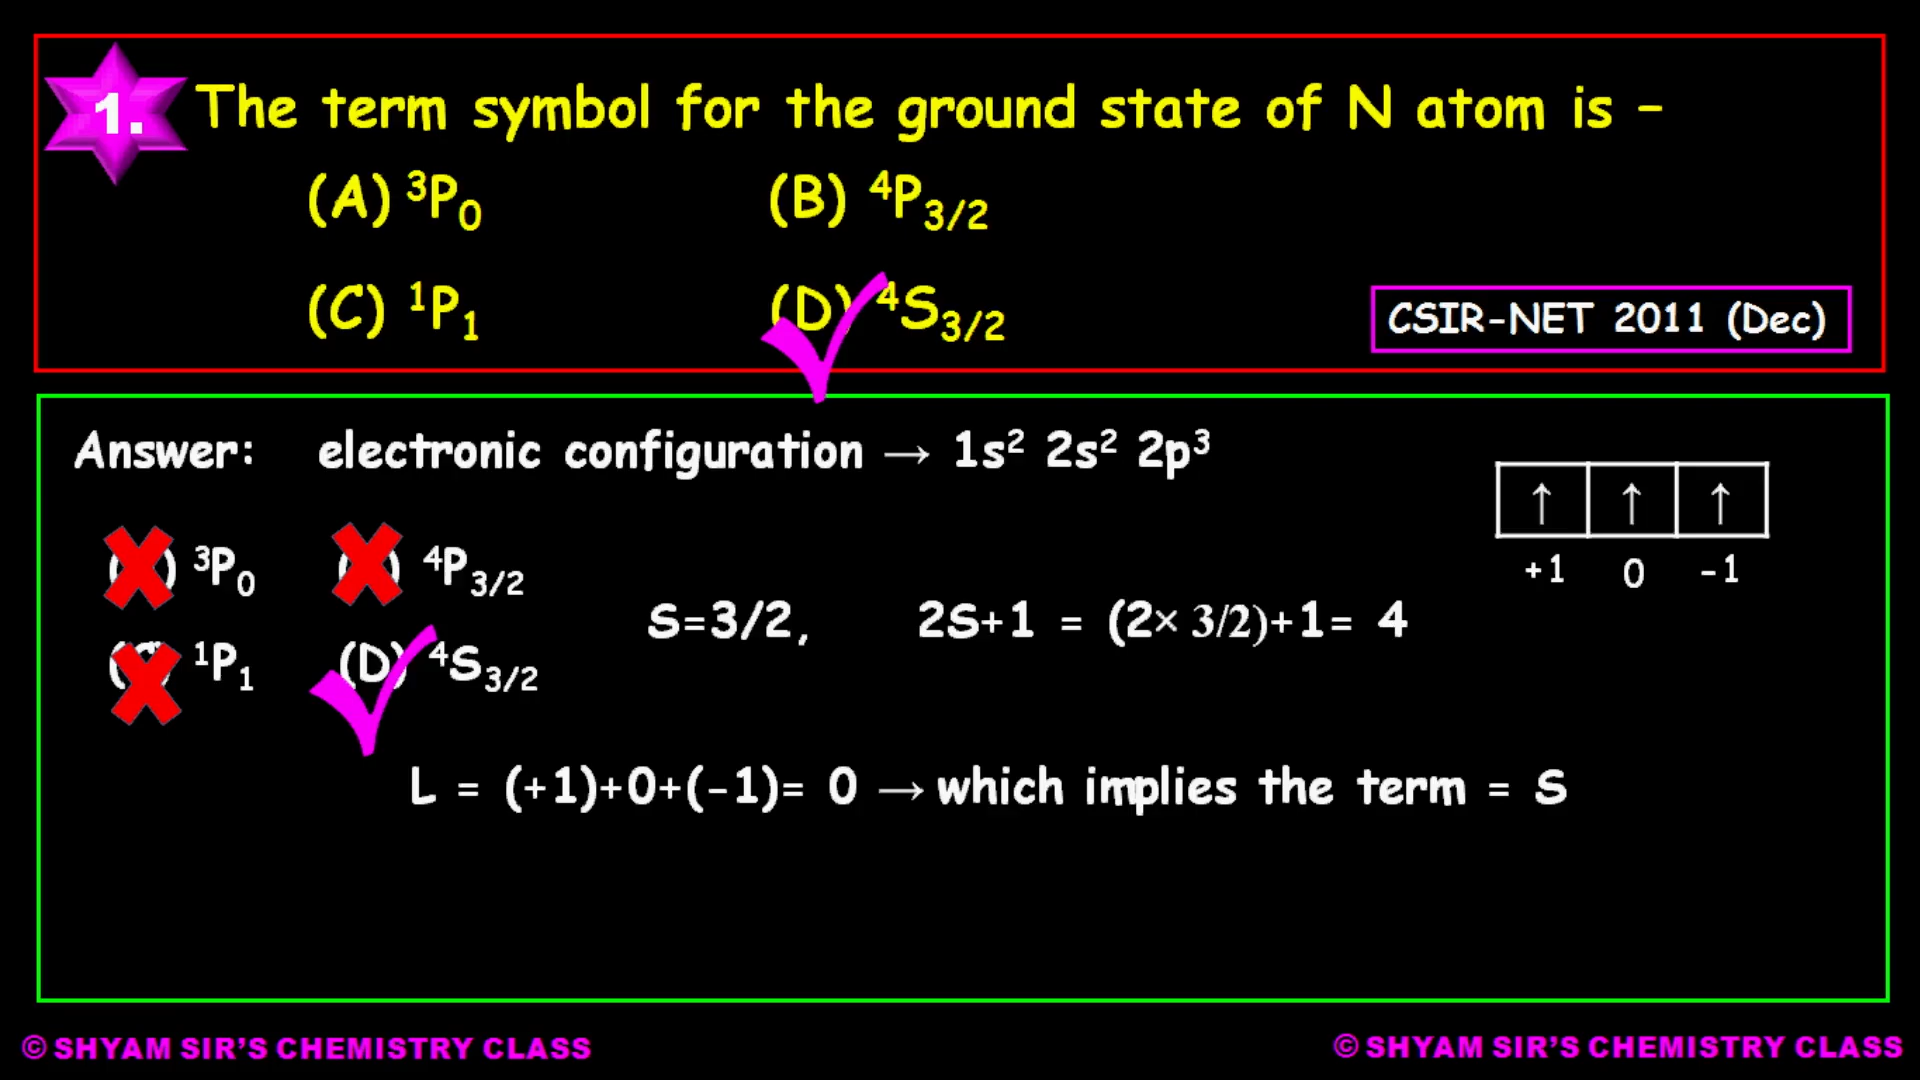 1. The term symbol for the ground state of N atom is –
(A) ³P₀ (B) ⁴P₃/₂
(C) ¹P₁ (D) ⁴S₃/₂
CSIR-NET 2011 (Dec)
Answer: electronic configuration → 1s² 2s² 2p³
↑ ↑ ↑
+1 0 -1
³P₀ ⁴P₃/₂
S=3/2, 2S+1 = (2× 3/2)+1= 4
¹P₁ (D) ⁴S₃/₂
L = (+1)+0+(-1)= 0 → which implies the term = S
© SHYAM SIR'S CHEMISTRY CLASS
© SHYAM SIR'S CHEMISTRY CLASS